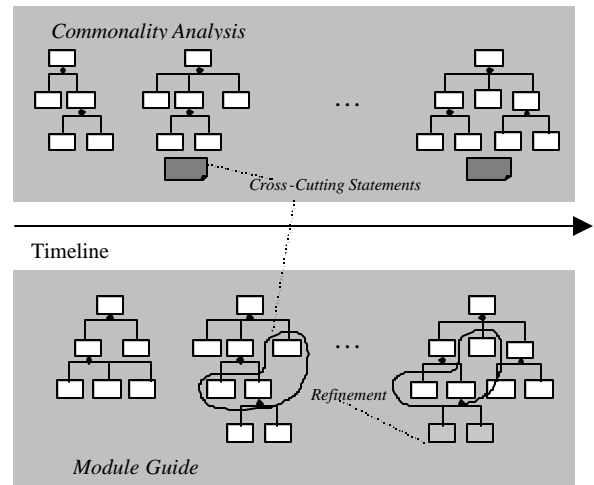 Commonality Analysis
...
Cross-Cutting Statements
Timeline
...
Refinement
Module Guide